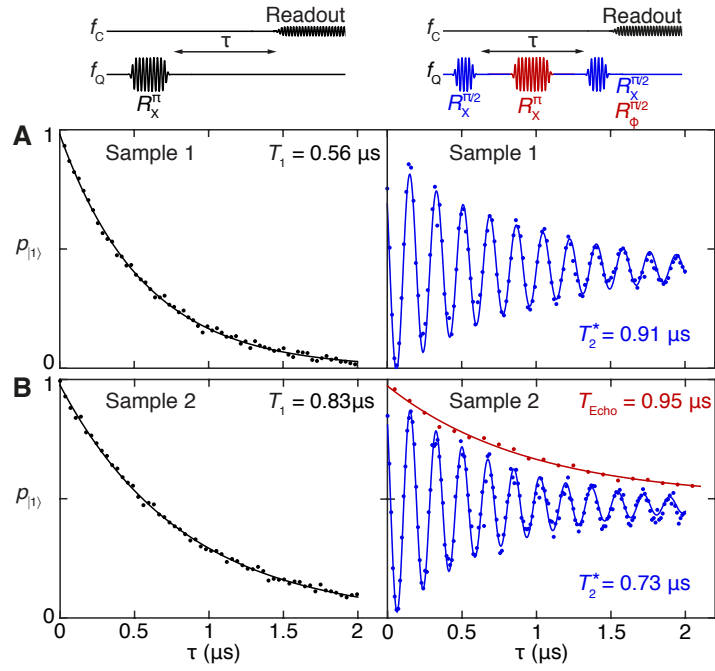 Readout Readout
f_C τ f_C τ
f_Q f_Q
R_X^π R_X^{π/2} R_X^π R_X^{π/2}
R_ϕ^{π/2}
A
1 Sample 1 T_1 = 0.56 µs Sample 1
p_{|1⟩}
T_2^* = 0.91 µs
0
B
1 Sample 2 T_1 = 0.83µs Sample 2 T_Echo = 0.95 µs
p_{|1⟩}
T_2^* = 0.73 µs
0
0 0.5 1 1.5 2 0.5 1 1.5 2
τ (µs) τ (µs)